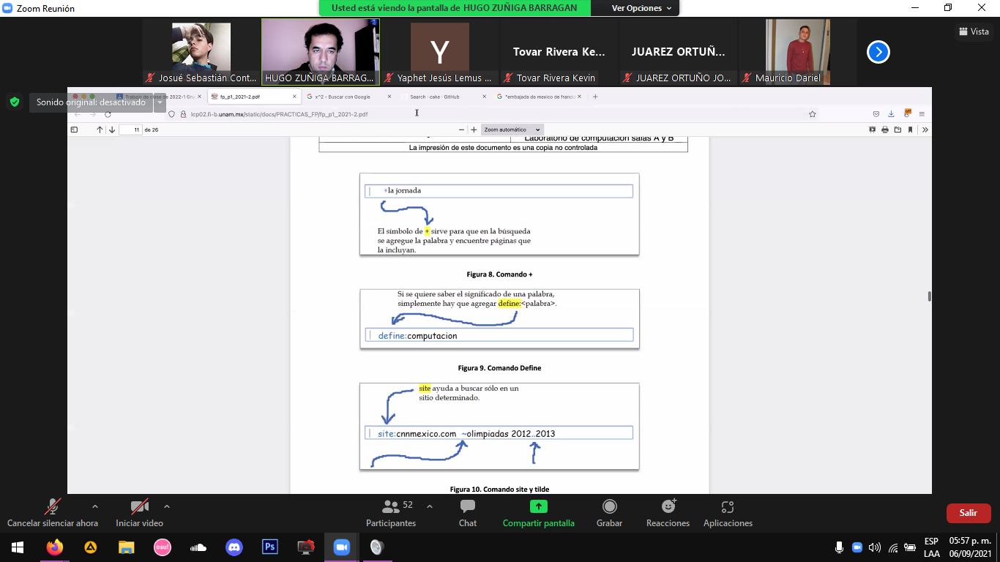 Zoom Reunión
Usted está viendo la pantalla de HUGO ZUÑIGA BARRAGAN
Ver Opciones
Vista
Y
Tovar Rivera Ke...
JUAREZ ORTUÑ...
Josué Sebastián Cont...
HUGO ZUÑIGA BARRAG...
Yaphet Jesús Lemus ...
Tovar Rivera Kevin
JUAREZ ORTUÑO JO...
Mauricio Dariel
Sonido original: desactivado
Trabajo de clase de 2022-1 Gru
fp_p1_2021-2.pdf
x^2 - Buscar con Google
Search · cake · GitHub
"embajada de mexico de franci
lcp02.fi-b.unam.mx/static/docs/PRACTICAS_FP/fp_p1_2021-2.pdf
off
11 de 26
Zoom automático
Laboratorio de computación salas A y B
La impresión de este documento es una copia no controlada
+la jornada
El símbolo de + sirve para que en la búsqueda
se agregue la palabra y encuentre páginas que
la incluyan.
Figura 8. Comando +
Si se quiere saber el significado de una palabra,
simplemente hay que agregar define:<palabra>.
define:computacion
Figura 9. Comando Define
site ayuda a buscar sólo en un
sitio determinado.
site:cnnmexico.com ~olimpiadas 2012..2013
Figura 10. Comando site y tilde
Cancelar silenciar ahora
Iniciar video
52
Participantes
Chat
Compartir pantalla
Grabar
Reacciones
Aplicaciones
Salir
osu!
Ps
ESP
LAA
05:57 p. m.
06/09/2021